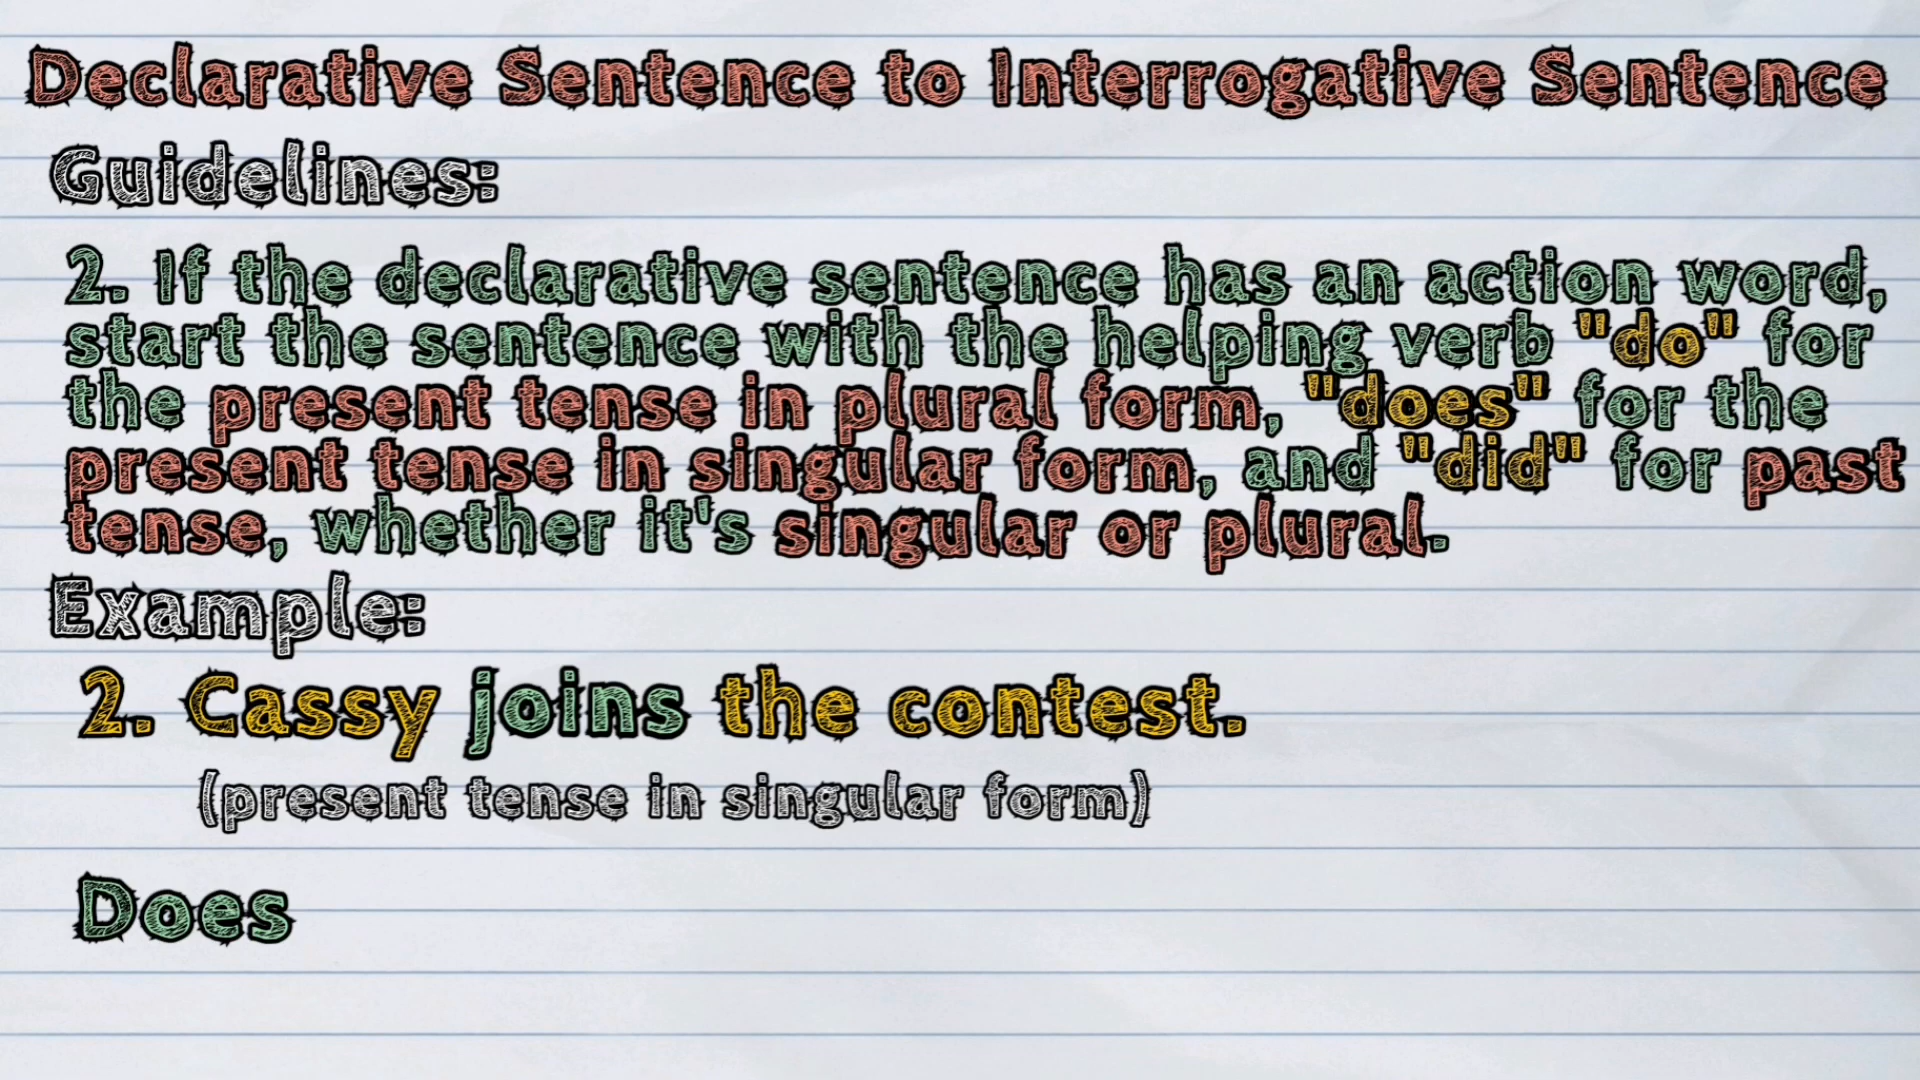 Declarative Sentence to Interrogative Sentence
Guidelines:
2. If the declarative sentence has an action word,
start the sentence with the helping verb "do" for
the present tense in plural form, "does" for the
present tense in singular form, and "did" for past
tense, whether it's singular or plural.
Example:
2. Cassy joins the contest.
(present tense in singular form)
Does